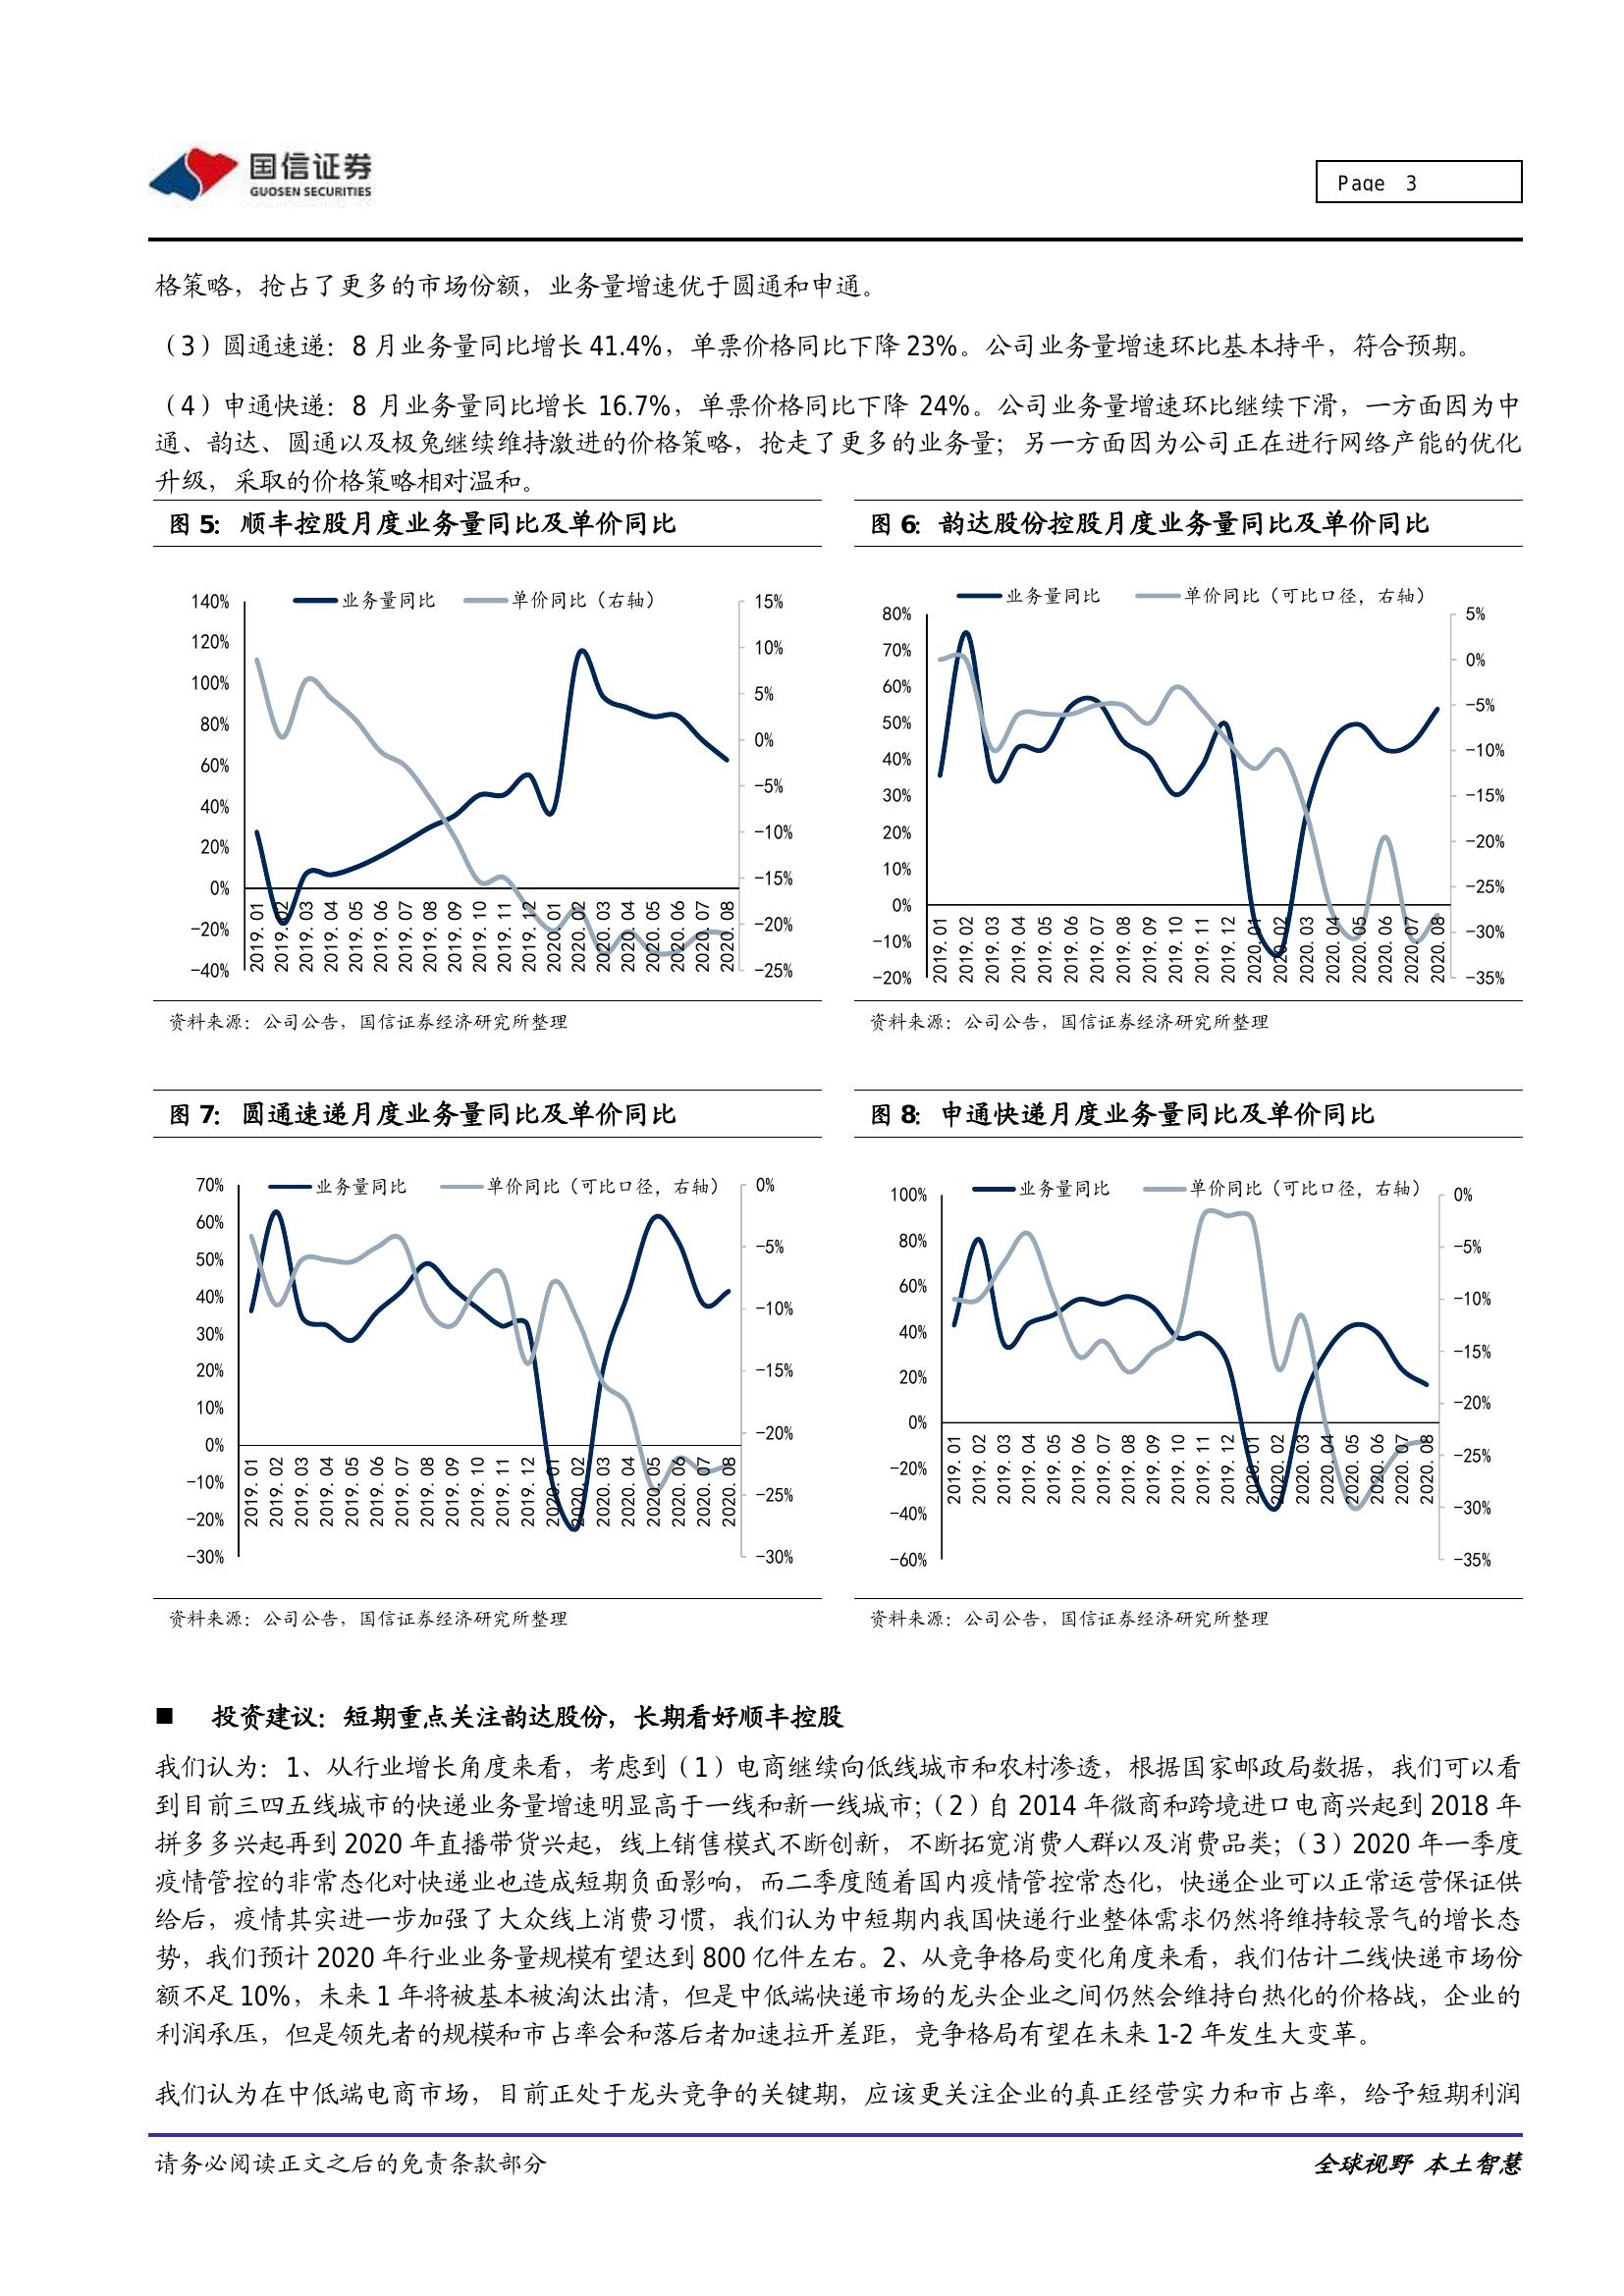 国信证券
GUOSEN SECURITIES
Page 3
格策略，抢占了更多的市场份额，业务量增速优于圆通和申通。
（3）圆通速递：8 月业务量同比增长 41.4%，单票价格同比下降 23%。公司业务量增速环比基本持平，符合预期。
（4）申通快递：8 月业务量同比增长 16.7%，单票价格同比下降 24%。公司业务量增速环比继续下滑，一方面因为中
通、韵达、圆通以及极兔继续维持激进的价格策略，抢走了更多的业务量；另一方面因为公司正在进行网络产能的优化
升级，采取的价格策略相对温和。
图 5：顺丰控股月度业务量同比及单价同比
业务量同比 单价同比（右轴）
140%
120%
100%
80%
60%
40%
20%
0%
-20%
-40%
15%
10%
5%
0%
-5%
-10%
-15%
-20%
-25%
2019.01 2019.02 2019.03 2019.04 2019.05 2019.06 2019.07 2019.08 2019.09 2019.10 2019.11 2019.12 2020.01 2020.02 2020.03 2020.04 2020.05 2020.06 2020.07 2020.08
资料来源：公司公告，国信证券经济研究所整理
图 6：韵达股份控股月度业务量同比及单价同比
业务量同比 单价同比（可比口径，右轴）
80%
70%
60%
50%
40%
30%
20%
10%
0%
-10%
-20%
5%
0%
-5%
-10%
-15%
-20%
-25%
-30%
-35%
2019.01 2019.02 2019.03 2019.04 2019.05 2019.06 2019.07 2019.08 2019.09 2019.10 2019.11 2019.12 2020.01 2020.02 2020.03 2020.04 2020.05 2020.06 2020.07 2020.08
资料来源：公司公告，国信证券经济研究所整理
图 7：圆通速递月度业务量同比及单价同比
业务量同比 单价同比（可比口径，右轴）
70%
60%
50%
40%
30%
20%
10%
0%
-10%
-20%
-30%
0%
-5%
-10%
-15%
-20%
-25%
-30%
2019.01 2019.02 2019.03 2019.04 2019.05 2019.06 2019.07 2019.08 2019.09 2019.10 2019.11 2019.12 2020.01 2020.02 2020.03 2020.04 2020.05 2020.06 2020.07 2020.08
资料来源：公司公告，国信证券经济研究所整理
图 8：申通快递月度业务量同比及单价同比
业务量同比 单价同比（可比口径，右轴）
100%
80%
60%
40%
20%
0%
-20%
-40%
-60%
0%
-5%
-10%
-15%
-20%
-25%
-30%
-35%
2019.01 2019.02 2019.03 2019.04 2019.05 2019.06 2019.07 2019.08 2019.09 2019.10 2019.11 2019.12 2020.01 2020.02 2020.03 2020.04 2020.05 2020.06 2020.07 2020.08
资料来源：公司公告，国信证券经济研究所整理
■ 投资建议：短期重点关注韵达股份，长期看好顺丰控股
我们认为：1、从行业增长角度来看，考虑到（1）电商继续向低线城市和农村渗透，根据国家邮政局数据，我们可以看
到目前三四五线城市的快递业务量增速明显高于一线和新一线城市；（2）自 2014 年微商和跨境进口电商兴起到 2018 年
拼多多兴起再到 2020 年直播带货兴起，线上销售模式不断创新，不断拓宽消费人群以及消费品类；（3）2020 年一季度
疫情管控的非常态化对快递业也造成短期负面影响，而二季度随着国内疫情管控常态化，快递企业可以正常运营保证供
给后，疫情其实进一步加强了大众线上消费习惯，我们认为中短期内我国快递行业整体需求仍然将维持较景气的增长态
势，我们预计 2020 年行业业务量规模有望达到 800 亿件左右。2、从竞争格局变化角度来看，我们估计二线快递市场份
额不足 10%，未来 1 年将被基本被淘汰出清，但是中低端快递市场的龙头企业之间仍然会维持白热化的价格战，企业的
利润承压，但是领先者的规模和市占率会和落后者加速拉开差距，竞争格局有望在未来 1-2 年发生大变革。
我们认为在中低端电商市场，目前正处于龙头竞争的关键期，应该更关注企业的真正经营实力和市占率，给予短期利润
请务必阅读正文之后的免责条款部分
全球视野 本土智慧